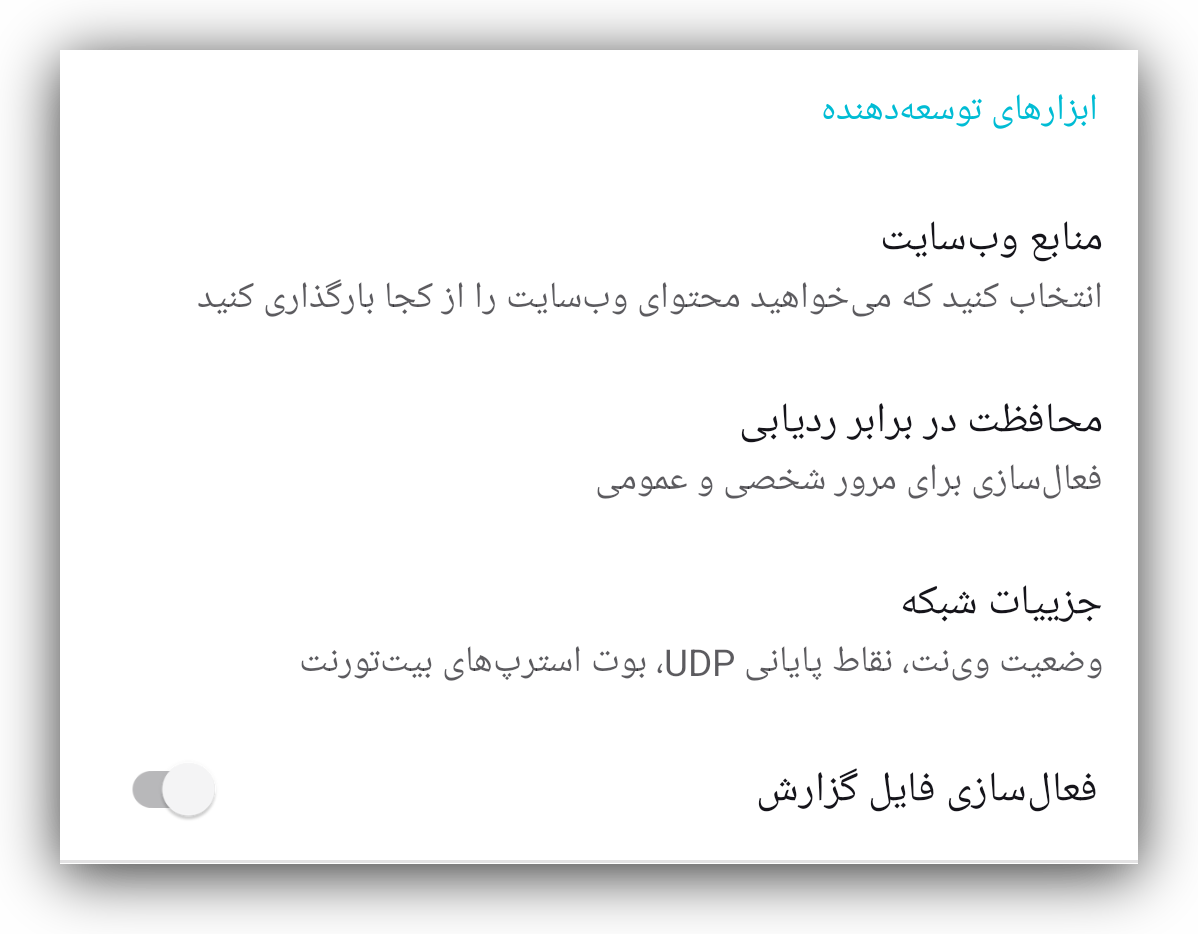 ابزارهای توسعه‌دهنده
منابع وب‌سایت
انتخاب کنید که می‌خواهید محتوای وب‌سایت را از کجا بارگذاری کنید
محافظت در برابر ردیابی
فعال‌سازی برای مرور شخصی و عمومی
جزییات شبکه
وضعیت وی‌نت، نقاط پایانی UDP، بوت استرپ‌های بیت‌تورنت
فعال‌سازی فایل گزارش